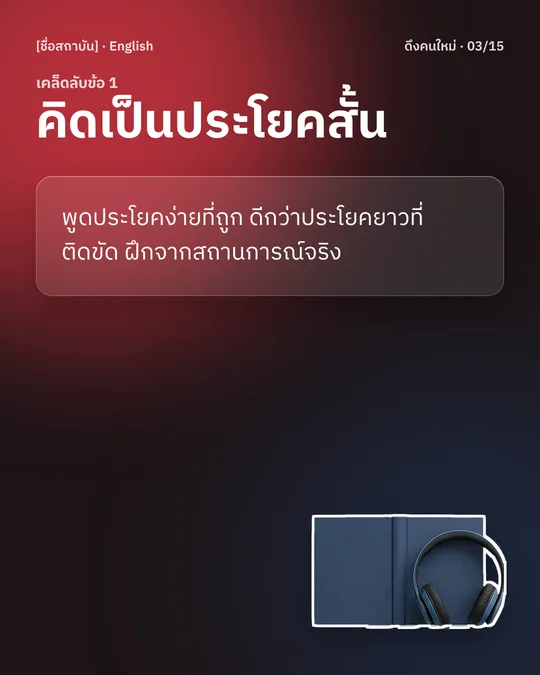 [ชื่อสถาบัน] · English
ดึงคนใหม่ · 03/15
เคล็ดลับข้อ 1
คิดเป็นประโยคสั้น
พูดประโยคง่ายที่ถูก ดีกว่าประโยคยาวที่
ติดขัด ฝึกจากสถานการณ์จริง